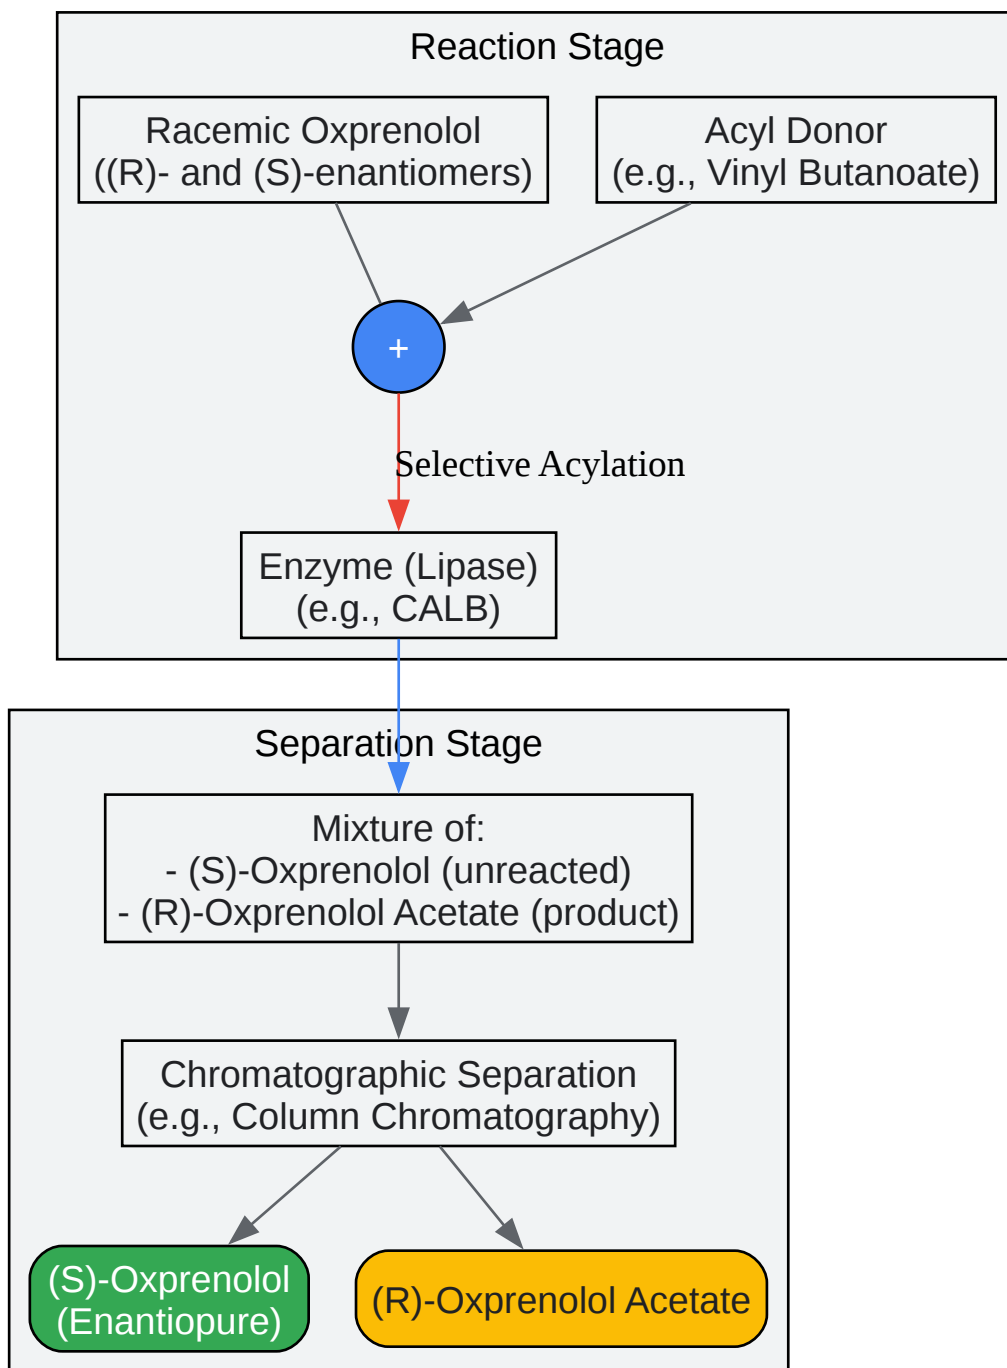 Reaction Stage
Racemic Oxprenolol
((R)- and (S)-enantiomers)
Acyl Donor
(e.g., Vinyl Butanoate)
+
Selective Acylation
Enzyme (Lipase)
(e.g., CALB)
Separation Stage
Mixture of:
- (S)-Oxprenolol (unreacted)
- (R)-Oxprenolol Acetate (product)
Chromatographic Separation
(e.g., Column Chromatography)
(S)-Oxprenolol
(Enantiopure)
(R)-Oxprenolol Acetate